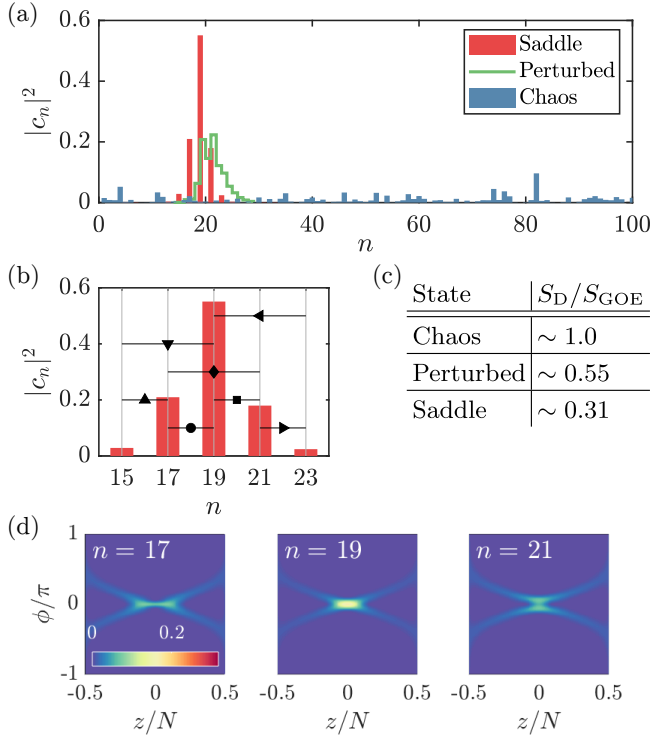 (a)
0.6
0.4
0.2
0
|c_n|^2
Saddle
Perturbed
Chaos
1 20 40 60 80 100
n
(b)
0.6
0.4
0.2
0
|c_n|^2
15 17 19 21 23
n
(c)
State S_D/S_GOE
Chaos ∼ 1.0
Perturbed ∼ 0.55
Saddle ∼ 0.31
(d)
n = 17 n = 19 n = 21
1
0
-1
ϕ/π
0 0.2
-0.5 0 0.5 -0.5 0 0.5 -0.5 0 0.5
z/N z/N z/N